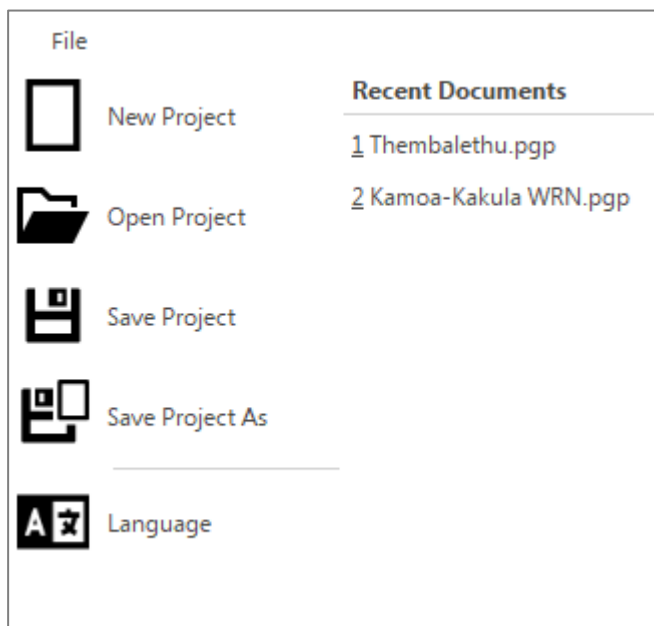 File
New Project
Open Project
Save Project
Save Project As
A 文
Language
Recent Documents
1 Thembalethu.pgp
2 Kamoa-Kakula WRN.pgp